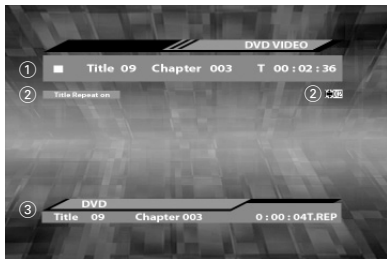 DVD VIDEO
1 Title 09 Chapter 003 T 00 : 02 : 36
2 Title Repeat on 2
3 DVD
Title 09 Chapter 003 0 : 00 : 04T.REP